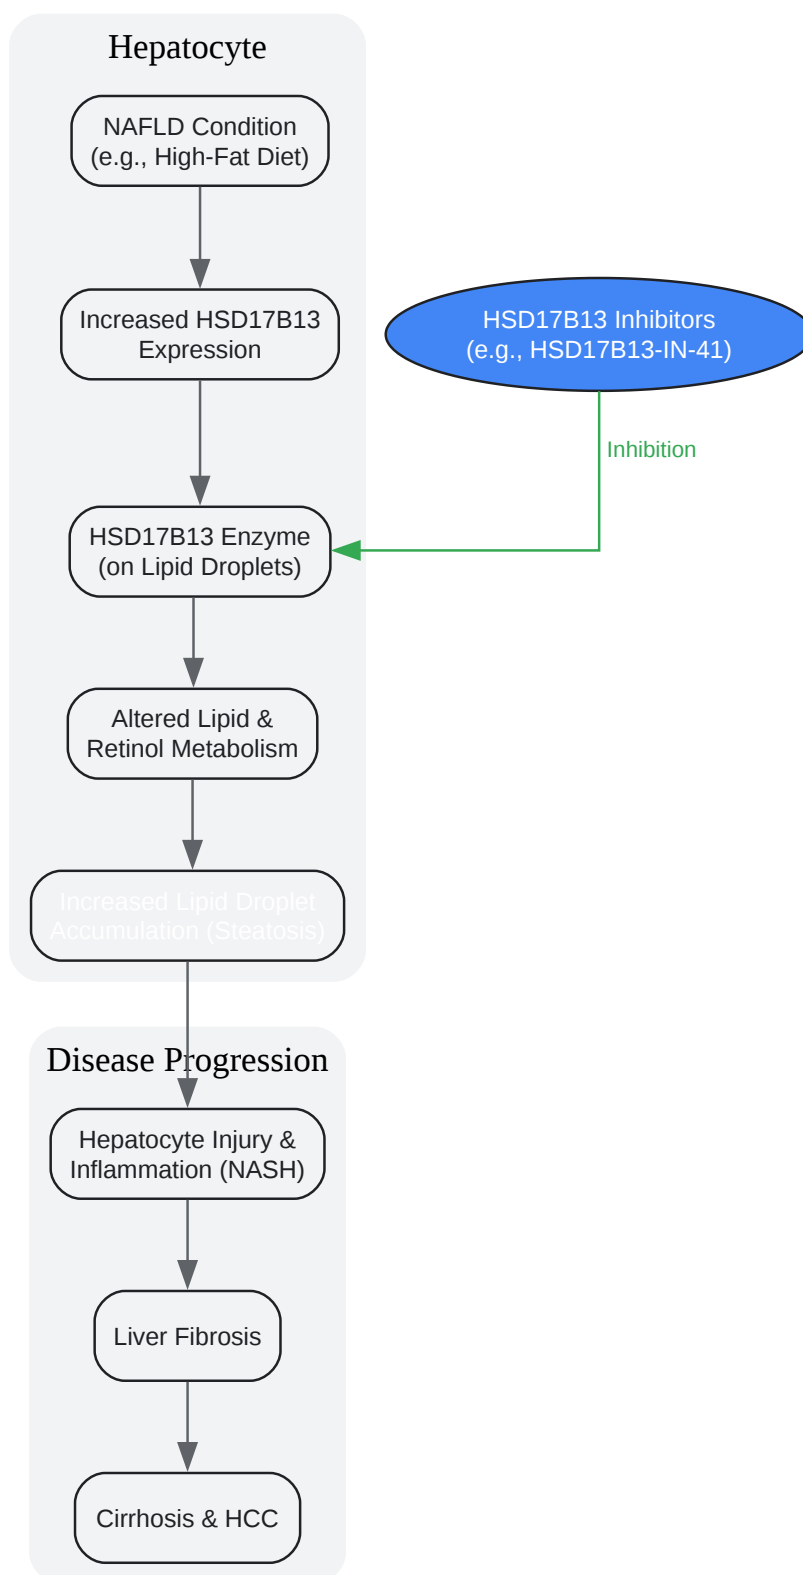 Hepatocyte
NAFLD Condition
(e.g., High-Fat Diet)
Increased HSD17B13
Expression
HSD17B13 Inhibitors
(e.g., HSD17B13-IN-41)
Inhibition
HSD17B13 Enzyme
(on Lipid Droplets)
Altered Lipid &
Retinol Metabolism
Increased Lipid Droplet
Accumulation (Steatosis)
Disease Progression
Hepatocyte Injury &
Inflammation (NASH)
Liver Fibrosis
Cirrhosis & HCC